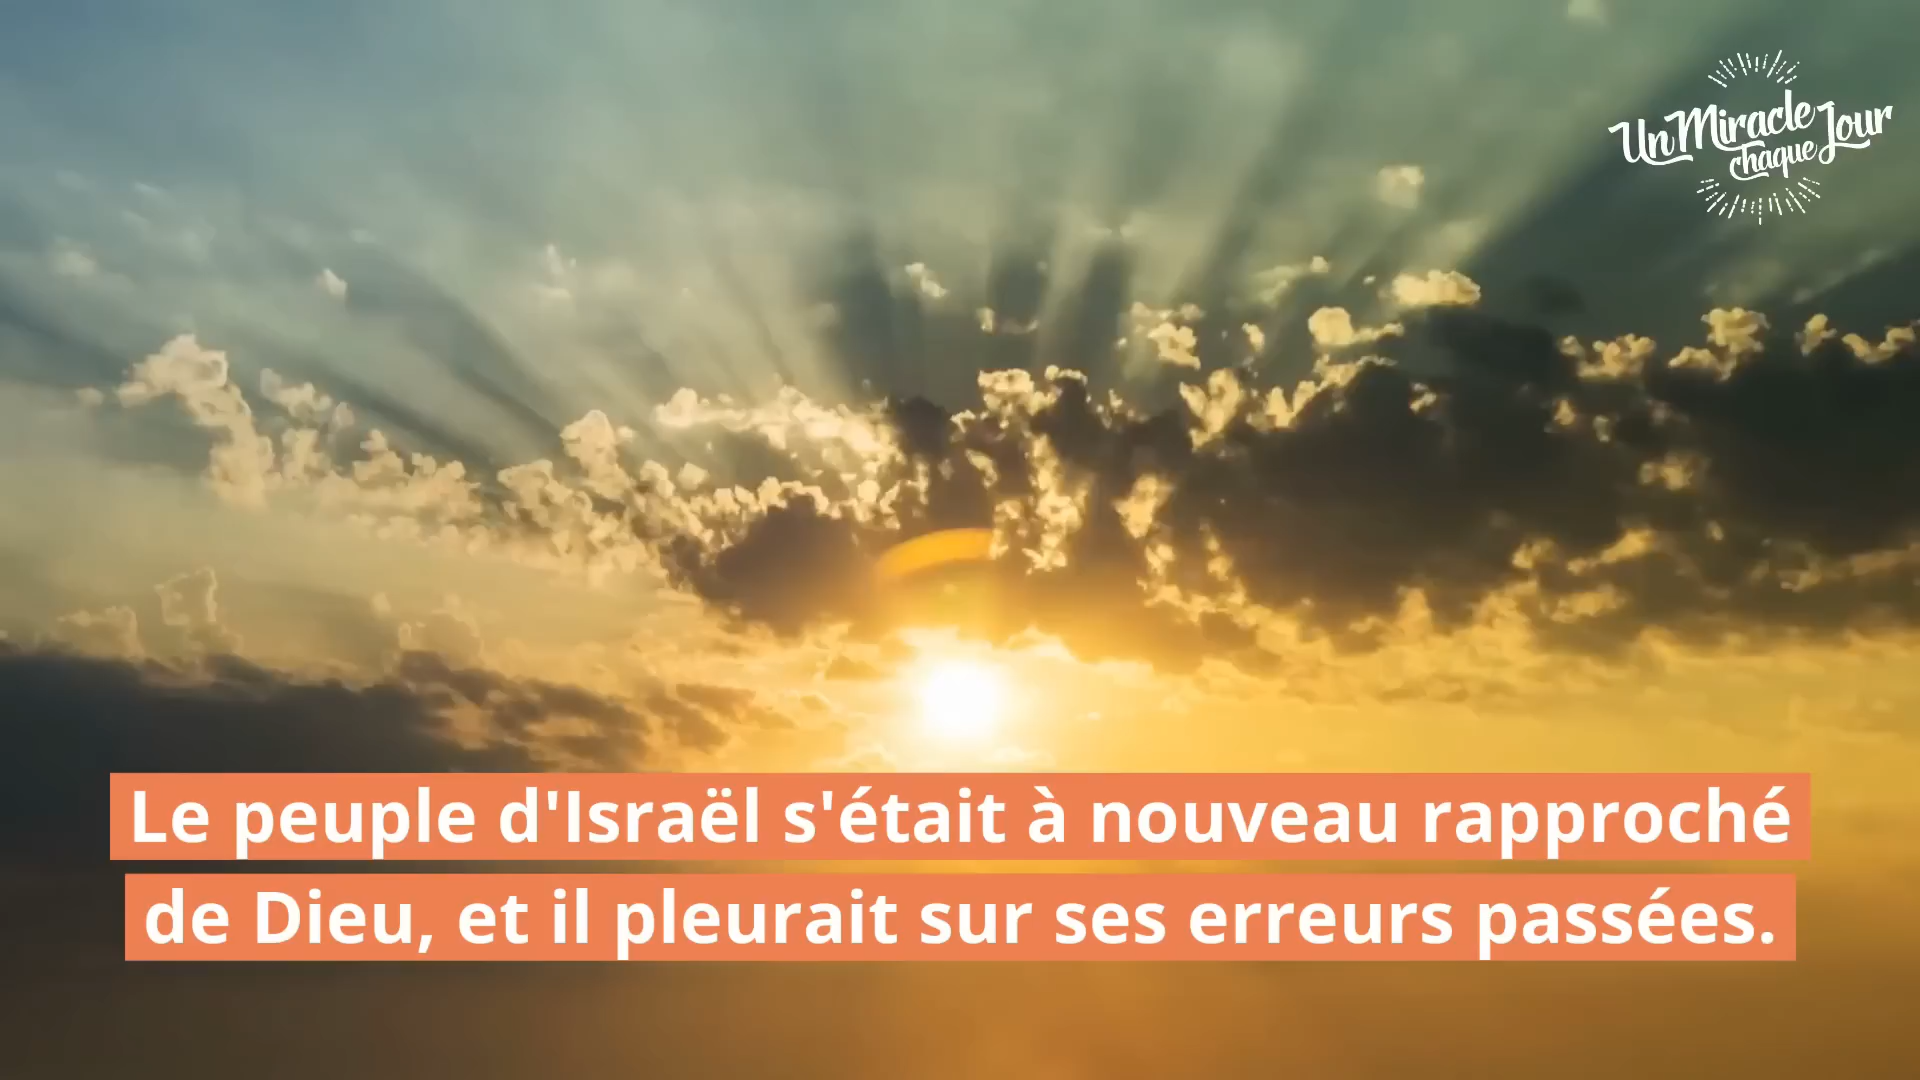 Un Miracle
chaque Jour
Le peuple d'Israël s'était à nouveau rapproché
de Dieu, et il pleurait sur ses erreurs passées.